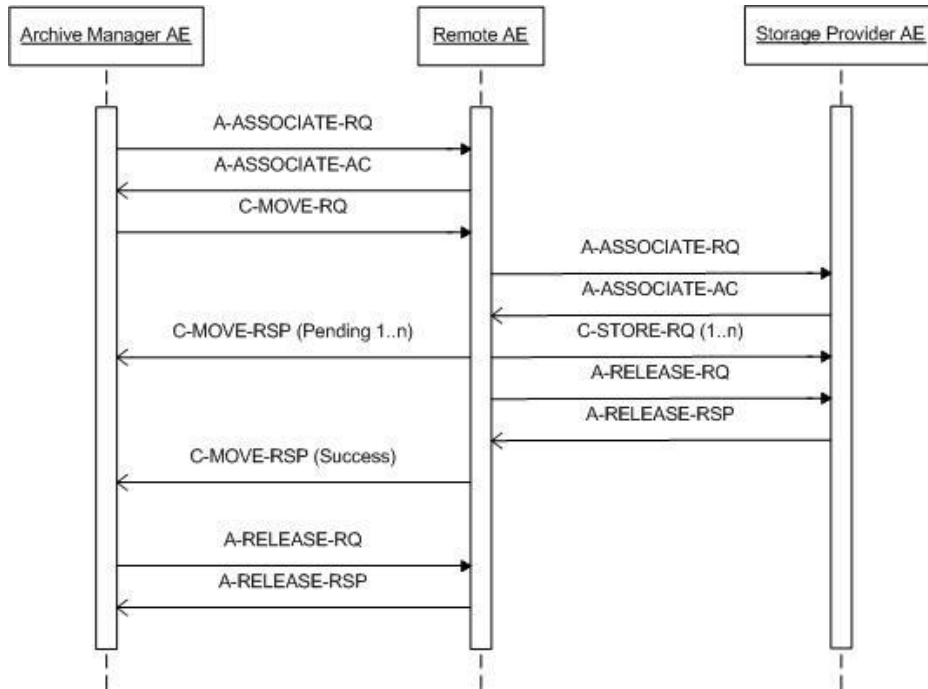 Archive Manager AE
Remote AE
Storage Provider AE
A-ASSOCIATE-RQ
A-ASSOCIATE-AC
C-MOVE-RQ
A-ASSOCIATE-RQ
A-ASSOCIATE-AC
C-MOVE-RSP (Pending 1..n)
C-STORE-RQ (1..n)
A-RELEASE-RQ
A-RELEASE-RSP
C-MOVE-RSP (Success)
A-RELEASE-RQ
A-RELEASE-RSP